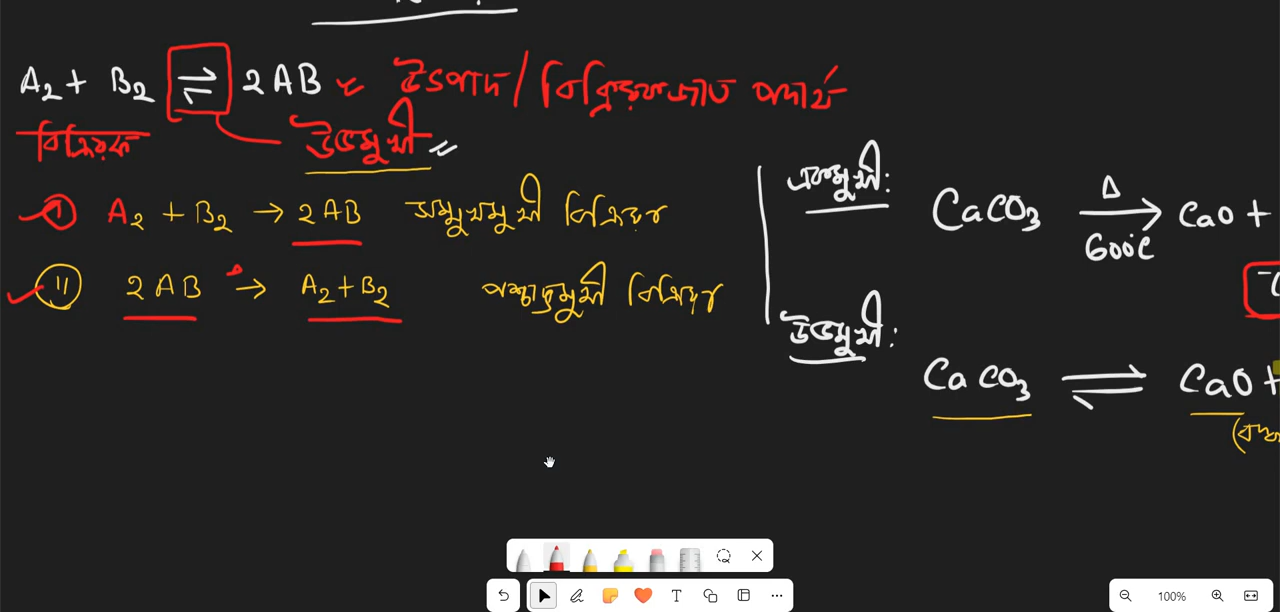 A₂ + B₂ ⇌ 2AB উৎপাদ / বিক্রিয়াজাত পদার্থ
বিক্রিয়ক উভমুখী
I A₂ + B₂ → 2AB সম্মুখমুখী বিক্রিয়া
II 2AB → A₂ + B₂ পশ্চাৎমুখী বিক্রিয়া
একমুখী: CaCO₃ Δ → 600°C CaO +
উভমুখী:
CaCO₃ ⇌ CaO +
100%